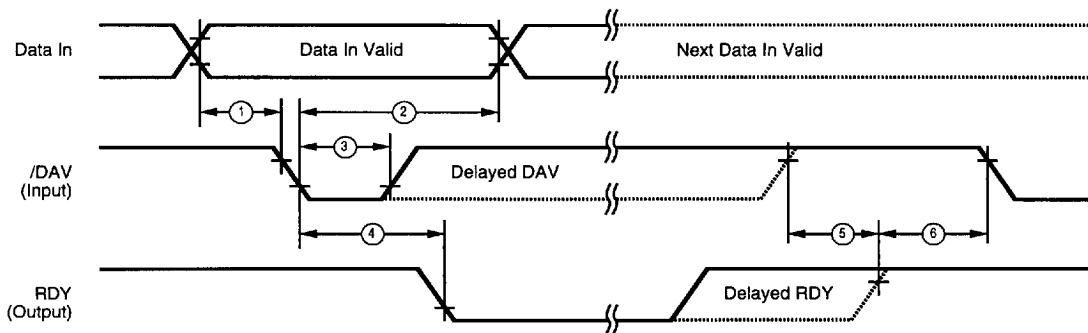 Data In
Data In Valid
Next Data In Valid
1
2
3
/DAV
(Input)
Delayed DAV
4
5
6
RDY
(Output)
Delayed RDY